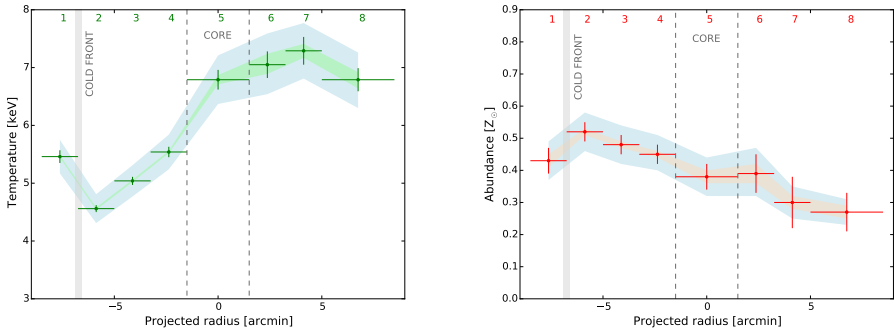 1 2 3 4 5 6 7 8
CORE
COLD FRONT
8
7
6
5
4
3
Temperature [keV]
−5 0 5
Projected radius [arcmin]
1 2 3 4 5 6 7 8
CORE
COLD FRONT
0.9
0.8
0.7
0.6
0.5
0.4
0.3
0.2
0.1
0.0
Abundance [Z☉]
−5 0 5
Projected radius [arcmin]